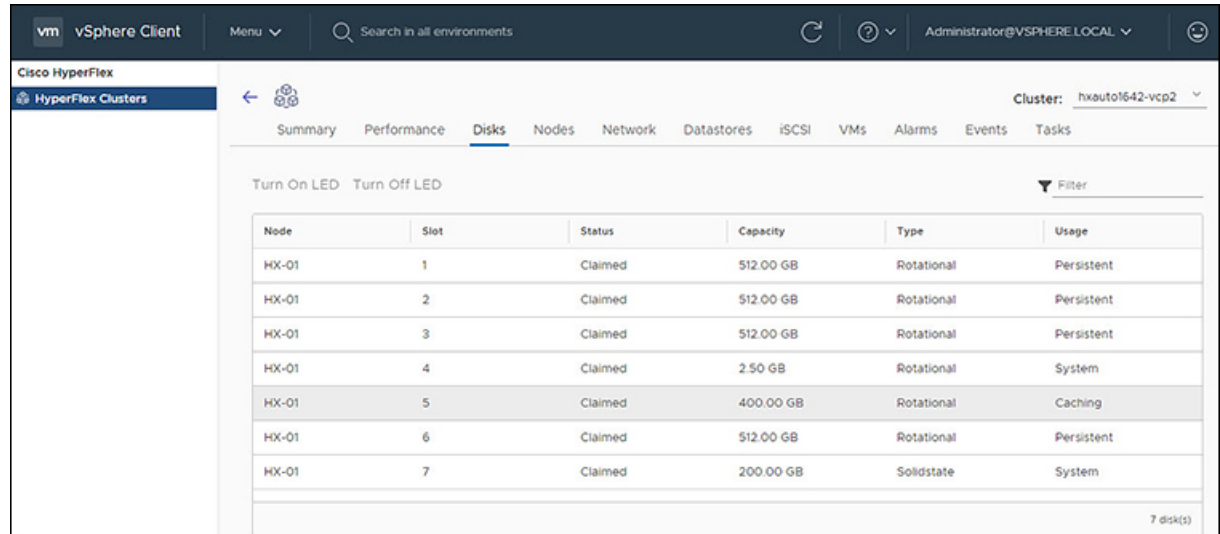 vm vSphere Client Menu Search in all environments Administrator@VSPHERE.LOCAL
Cisco HyperFlex
HyperFlex Clusters
Cluster: hxauto1642-vcp2
Summary Performance Disks Nodes Network Datastores iSCSI VMs Alarms Events Tasks
Turn On LED Turn Off LED Filter
Node Slot Status Capacity Type Usage
HX-01 1 Claimed 512.00 GB Rotational Persistent
HX-01 2 Claimed 512.00 GB Rotational Persistent
HX-01 3 Claimed 512.00 GB Rotational Persistent
HX-01 4 Claimed 2.50 GB Rotational System
HX-01 5 Claimed 400.00 GB Rotational Caching
HX-01 6 Claimed 512.00 GB Rotational Persistent
HX-01 7 Claimed 200.00 GB Solidstate System
7 disk(s)